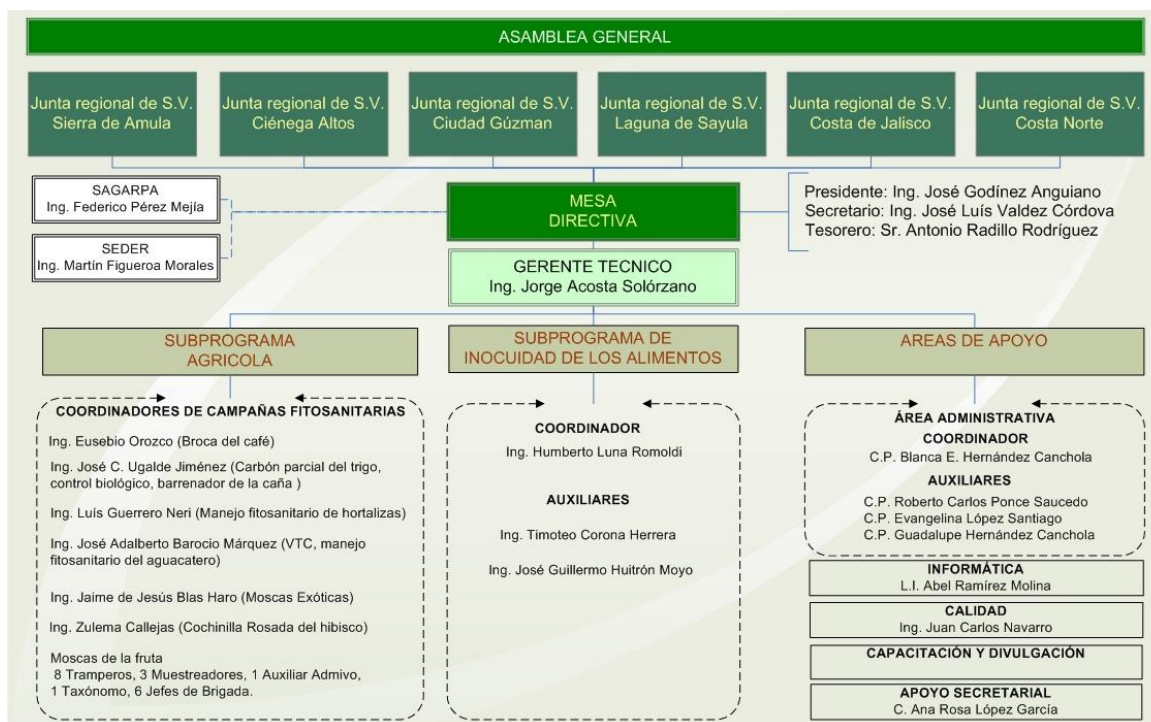 ASAMBLEA GENERAL
Junta regional de S.V.
Sierra de Amula
Junta regional de S.V.
Ciénega Altos
Junta regional de S.V.
Ciudad Gúzman
Junta regional de S.V.
Laguna de Sayula
Junta regional de S.V.
Costa de Jalisco
Junta regional de S.V.
Costa Norte
SAGARPA
Ing. Federico Pérez Mejía
SEDER
Ing. Martín Figueroa Morales
MESA
DIRECTIVA
Presidente: Ing. José Godínez Anguiano
Secretario: Ing. José Luís Valdez Córdova
Tesorero: Sr. Antonio Radillo Rodríguez
GERENTE TECNICO
Ing. Jorge Acosta Solórzano
SUBPROGRAMA
AGRICOLA
COORDINADORES DE CAMPAÑAS FITOSANITARIAS
Ing. Eusebio Orozco (Broca del café)
Ing. José C. Ugalde Jiménez (Carbón parcial del trigo,
control biológico, barrenador de la caña )
Ing. Luís Guerrero Neri (Manejo fitosanitario de hortalizas)
Ing. José Adalberto Barocio Márquez (VTC, manejo
fitosanitario del aguacatero)
Ing. Jaime de Jesús Blas Haro (Moscas Exóticas)
Ing. Zulema Callejas (Cochinilla Rosada del hibisco)
Moscas de la fruta
8 Tramperos, 3 Muestreadores, 1 Auxiliar Admivo,
1 Taxónomo, 6 Jefes de Brigada.
SUBPROGRAMA DE
INOCUIDAD DE LOS ALIMENTOS
COORDINADOR
Ing. Humberto Luna Romoldi
AUXILIARES
Ing. Timoteo Corona Herrera
Ing. José Guillermo Huitrón Moyo
AREAS DE APOYO
ÁREA ADMINISTRATIVA
COORDINADOR
C.P. Blanca E. Hernández Canchola
AUXILIARES
C.P. Roberto Carlos Ponce Saucedo
C.P. Evangelina López Santiago
C.P. Guadalupe Hernández Canchola
INFORMÁTICA
L.I. Abel Ramírez Molina
CALIDAD
Ing. Juan Carlos Navarro
CAPACITACIÓN Y DIVULGACIÓN
APOYO SECRETARIAL
C. Ana Rosa López García